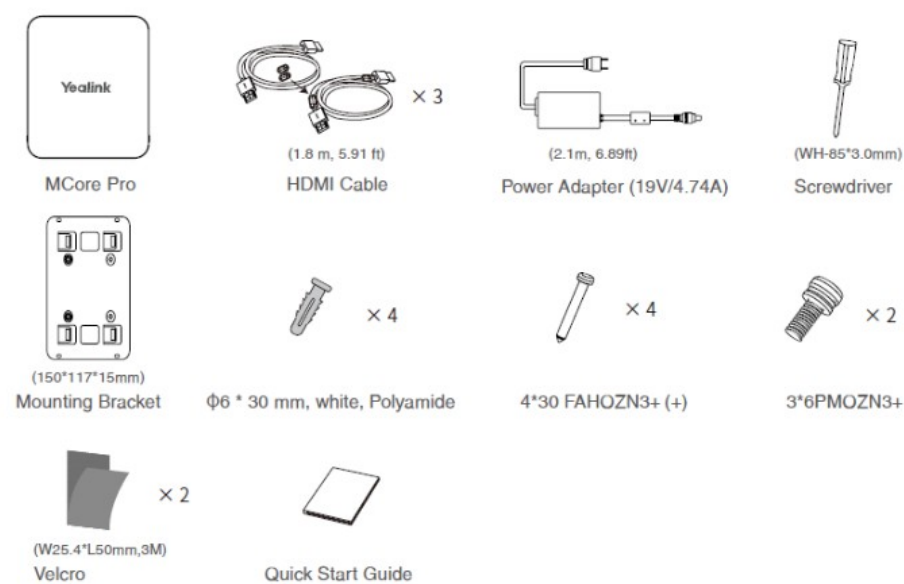 Yealink
× 3
(1.8 m, 5.91 ft)
(2.1m, 6.89ft)
(WH-85*3.0mm)
MCore Pro
HDMI Cable
Power Adapter (19V/4.74A)
Screwdriver
× 4
× 4
× 2
(150*117*15mm)
Mounting Bracket
Φ6 * 30 mm, white, Polyamide
4*30 FAHOZN3+ (+)
3*6PMOZN3+
× 2
(W25.4*L50mm,3M)
Velcro
Quick Start Guide